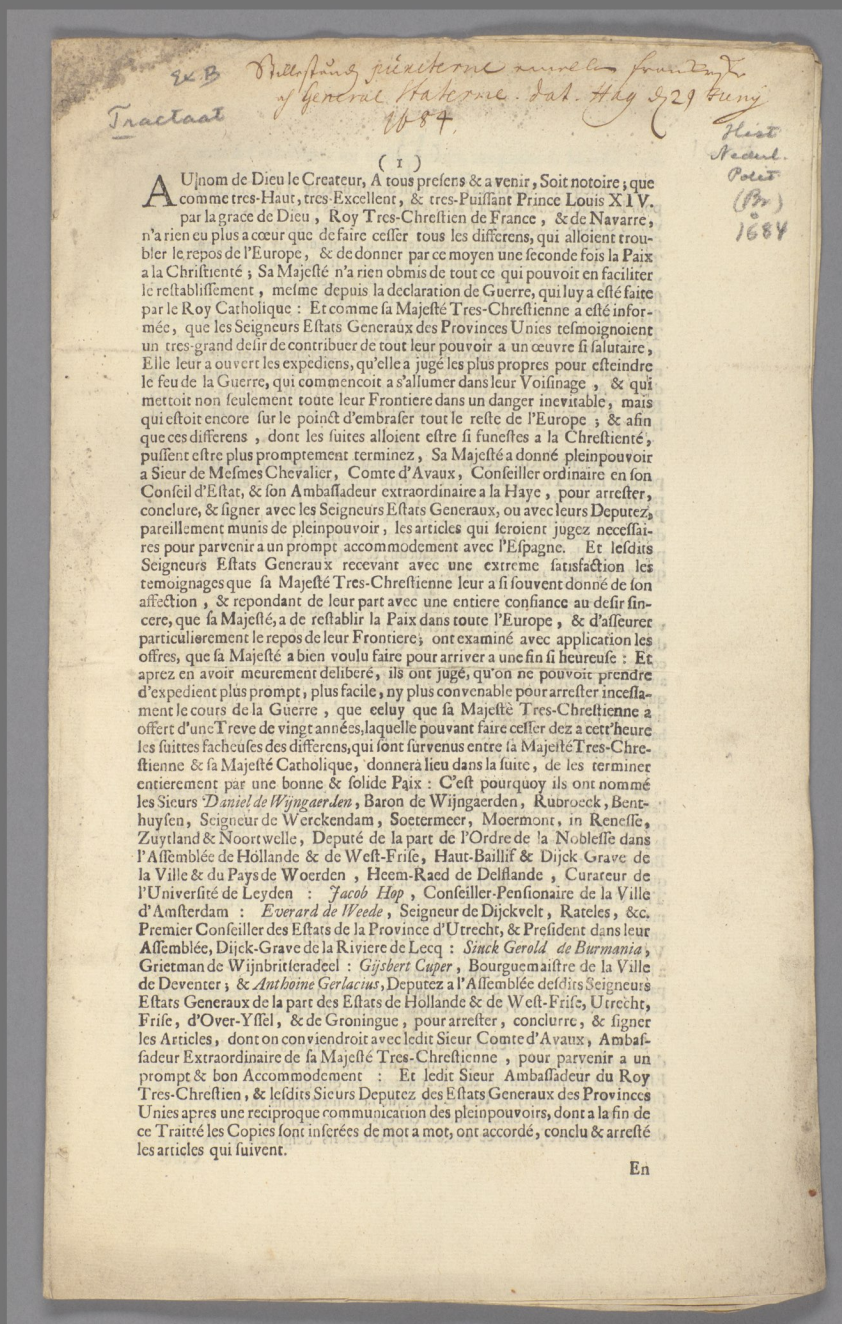 Ex. B
Stillestånds puncterne emellan Franckrijke
af General Staterne. dat. Hag d. 29 Junij
1684.
Tractaat
Hist
Nederl.
Polit
(Br)
1684
( 1 )
AU nom de Dieu le Createur, A tous presens & a venir, Soit notoire; que
comme tres-Haut, tres-Excellent, & tres-Puissant Prince Louis XIV.
par la grace de Dieu, Roy Tres-Chrestien de France, & de Navarre,
n'a rien eu plus a cœur que de faire cesser tous les differens, qui alloient trou-
bler le repos de l'Europe, & de donner par ce moyen une seconde fois la Paix
a la Christienté; Sa Majesté n'a rien obmis de tout ce qui pouvoit en faciliter
le restablissement, mesme depuis la declaration de Guerre, qui luy a esté faite
par le Roy Catholique: Et comme sa Majesté Tres-Chrestienne a esté infor-
mée, que les Seigneurs Estats Generaux des Provinces Unies tesmoignoient
un tres-grand desir de contribuer de tout leur pouvoir a un œuvre si salutaire,
Elle leur a ouvert les expediens, qu'elle a jugé les plus propres pour esteindre
le feu de la Guerre, qui commencoit a s'allumer dans leur Voisinage, & qui
mettoit non seulement toute leur Frontiere dans un danger inevitable, mais
qui estoit encore sur le poinct d'embraser tout le reste de l'Europe; & afin
que ces differens, dont les suites alloient estre si funestes a la Chrestienté,
pussent estre plus promptement terminez, Sa Majesté a donné pleinpouvoir
a Sieur de Mesmes Chevalier, Comte d'Avaux, Conseiller ordinaire en son
Conseil d'Estat, & son Ambassadeur extraordinaire a la Haye, pour arrester,
conclure, & signer avec les Seigneurs Estats Generaux, ou avec leurs Deputez,
pareillement munis de pleinpouvoir, les articles qui seroient jugez necessai-
res pour parvenir a un prompt accommodement avec l'Espagne. Et lesdits
Seigneurs Estats Generaux recevant avec une extreme satisfaction les
temoignages que sa Majesté Tres-Chrestienne leur a si souvent donné de son
affection, & repondant de leur part avec une entiere confiance au desir sin-
cere, que sa Majesté, a de restablir la Paix dans toute l'Europe, & d'asseurer
particulierement le repos de leur Frontiere; ont examiné avec application les
offres, que sa Majesté a bien voulu faire pour arriver a une fin si heureuse: Et
aprez en avoir meurement deliberé, ils ont jugé, qu'on ne pouvoit prendre
d'expedient plus prompt, plus facile, ny plus convenable pour arrester incessa-
ment le cours de la Guerre, que celuy que sa Majestè Tres-Chrestienne a
offert d'une Treve de vingt années, laquelle pouvant faire cesser dez a cett'heure
les suittes facheuses des differens, qui sont survenus entre sa Majesté Tres-Chre-
stienne & sa Majesté Catholique, donnera lieu dans la suite, de les terminer
entierement par une bonne & solide Paix: C'est pourquoy ils ont nommé
les Sieurs Daniel de Wijngaerden, Baron de Wijngaerden, Rubroeck, Bent-
huysen, Seigneur de Werckendam, Soetermeer, Moermont, in Renesse,
Zuytland & Noortwelle, Deputé de la part de l'Ordre de la Noblesse dans
l'Assemblée de Hollande & de West-Frise, Haut-Baillif & Dijck Grave de
la Ville & du Pays de Woerden, Heem-Raed de Delflande, Curateur de
l'Université de Leyden: Jacob Hop, Conseiller-Pensionaire de la Ville
d'Amsterdam: Everard de Weede, Seigneur de Dijckvelt, Rateles, &c.
Premier Conseiller des Estats de la Province d'Utrecht, & President dans leur
Assemblée, Dijck-Grave de la Riviere de Lecq: Sinck Gerold de Burmania,
Grietman de Wijnbritseradeel: Gijsbert Cuper, Bourguemaistre de la Ville
de Deventer; & Anthoine Gerlacius, Deputez a l'Assemblée desdits Seigneurs
Estats Generaux de la part des Estats de Hollande & de West-Frise, Utrecht,
Frise, d'Over-Yssel, & de Groningue, pour arrester, conclurre, & signer
les Articles, dont on conviendroit avec ledit Sieur Comte d'Avaux, Ambas-
sadeur Extraordinaire de sa Majesté Tres-Chrestienne, pour parvenir a un
prompt & bon Accommodement: Et ledit Sieur Ambassadeur du Roy
Tres-Chrestien, & lesdits Sieurs Deputez des Estats Generaux des Provinces
Unies apres une reciproque communication des pleinpouvoirs, dont a la fin de
ce Traitté les Copies sont inserées de mot a mot, ont accordé, conclu & arresté
les articles qui suivent.
En